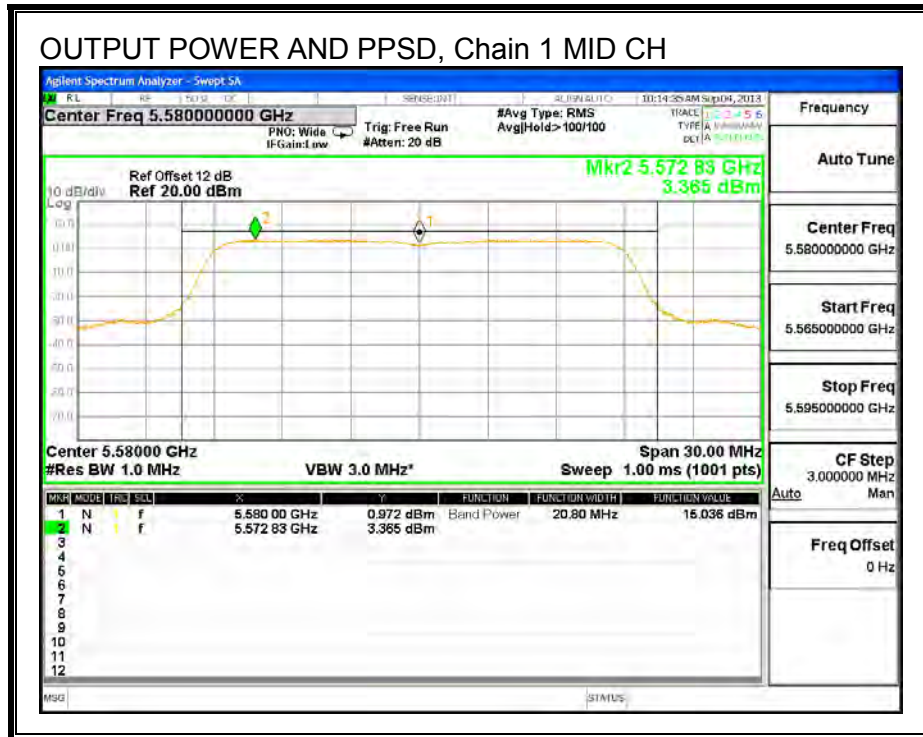 OUTPUT POWER AND PPSD, Chain 1 MID CH
Agilent Spectrum Analyzer - Swept SA
RL RF 50 Ω DC SENSE:INT ALIGN AUTO 10:14:35 AM Sep 04, 2013
Center Freq 5.580000000 GHz
PNO: Wide
IFGain:Low
Trig: Free Run
#Atten: 20 dB
#Avg Type: RMS
Avg|Hold:>100/100
TRACE 1 2 3 4 5 6
TYPE A
DET A
Frequency
Auto Tune
Center Freq
5.580000000 GHz
Start Freq
5.565000000 GHz
Stop Freq
5.595000000 GHz
CF Step
3.000000 MHz
Auto Man
Freq Offset
0 Hz
Mkr2 5.572 83 GHz
3.365 dBm
Ref Offset 12 dB
10 dB/div Ref 20.00 dBm
Log
2
1
Center 5.58000 GHz
Span 30.00 MHz
#Res BW 1.0 MHz
VBW 3.0 MHz*
Sweep 1.00 ms (1001 pts)
MKR MODE TRC SCL X Y FUNCTION FUNCTION WIDTH FUNCTION VALUE
1 N 1 f 5.580 00 GHz 0.972 dBm Band Power 20.80 MHz 15.036 dBm
2 N 1 f 5.572 83 GHz 3.365 dBm
3
4
5
6
7
8
9
10
11
12
MSG
STATUS